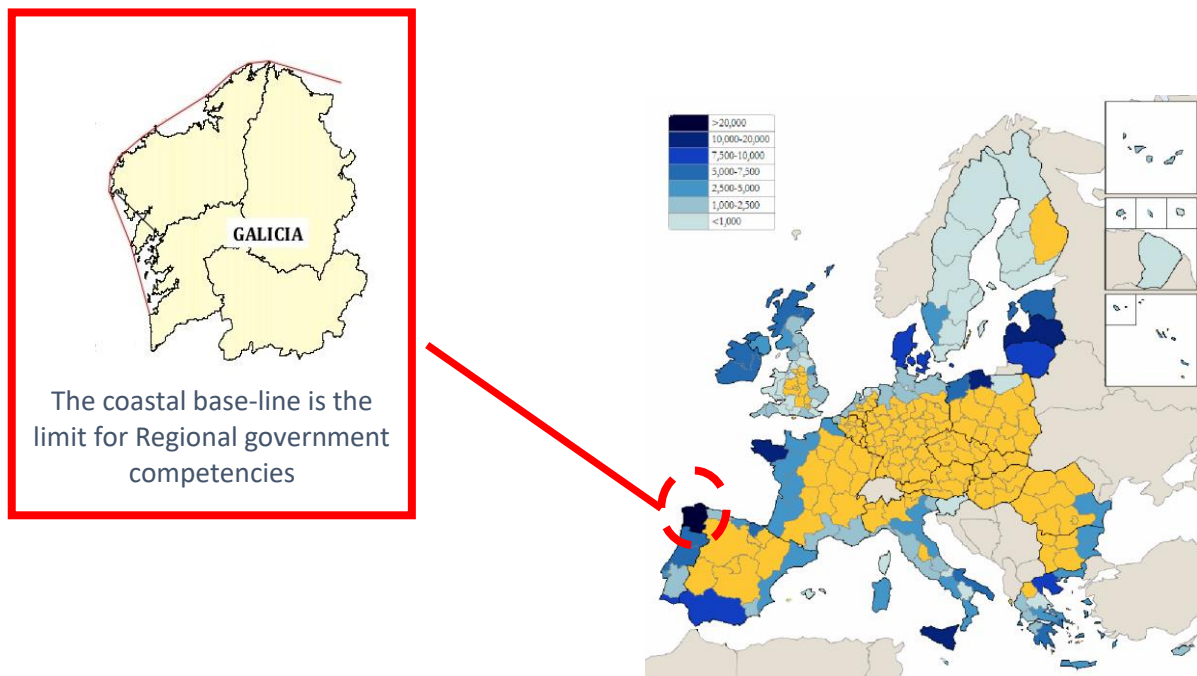 GALICIA
The coastal base-line is the
limit for Regional government
competencies
>20,000
10,000-20,000
7,500-10,000
5,000-7,500
2,500-5,000
1,000-2,500
<1,000